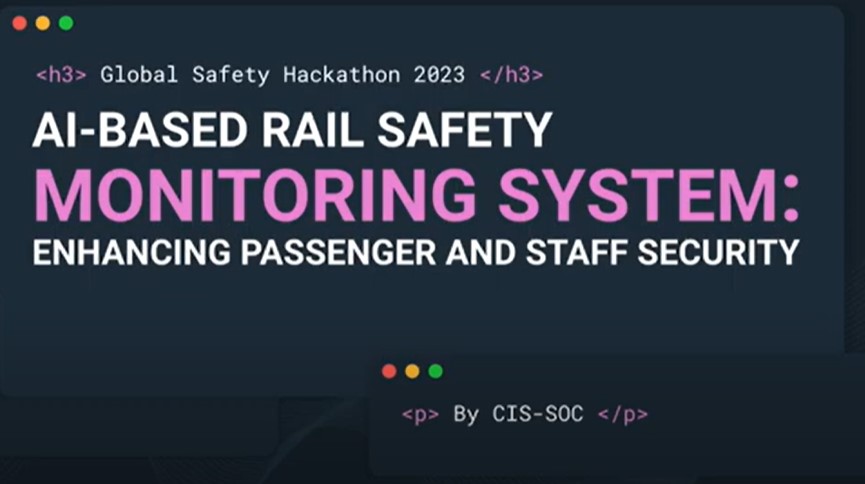 <h3> Global Safety Hackathon 2023 </h3>
AI-BASED RAIL SAFETY
MONITORING SYSTEM:
ENHANCING PASSENGER AND STAFF SECURITY
<p> By CIS-SOC </p>